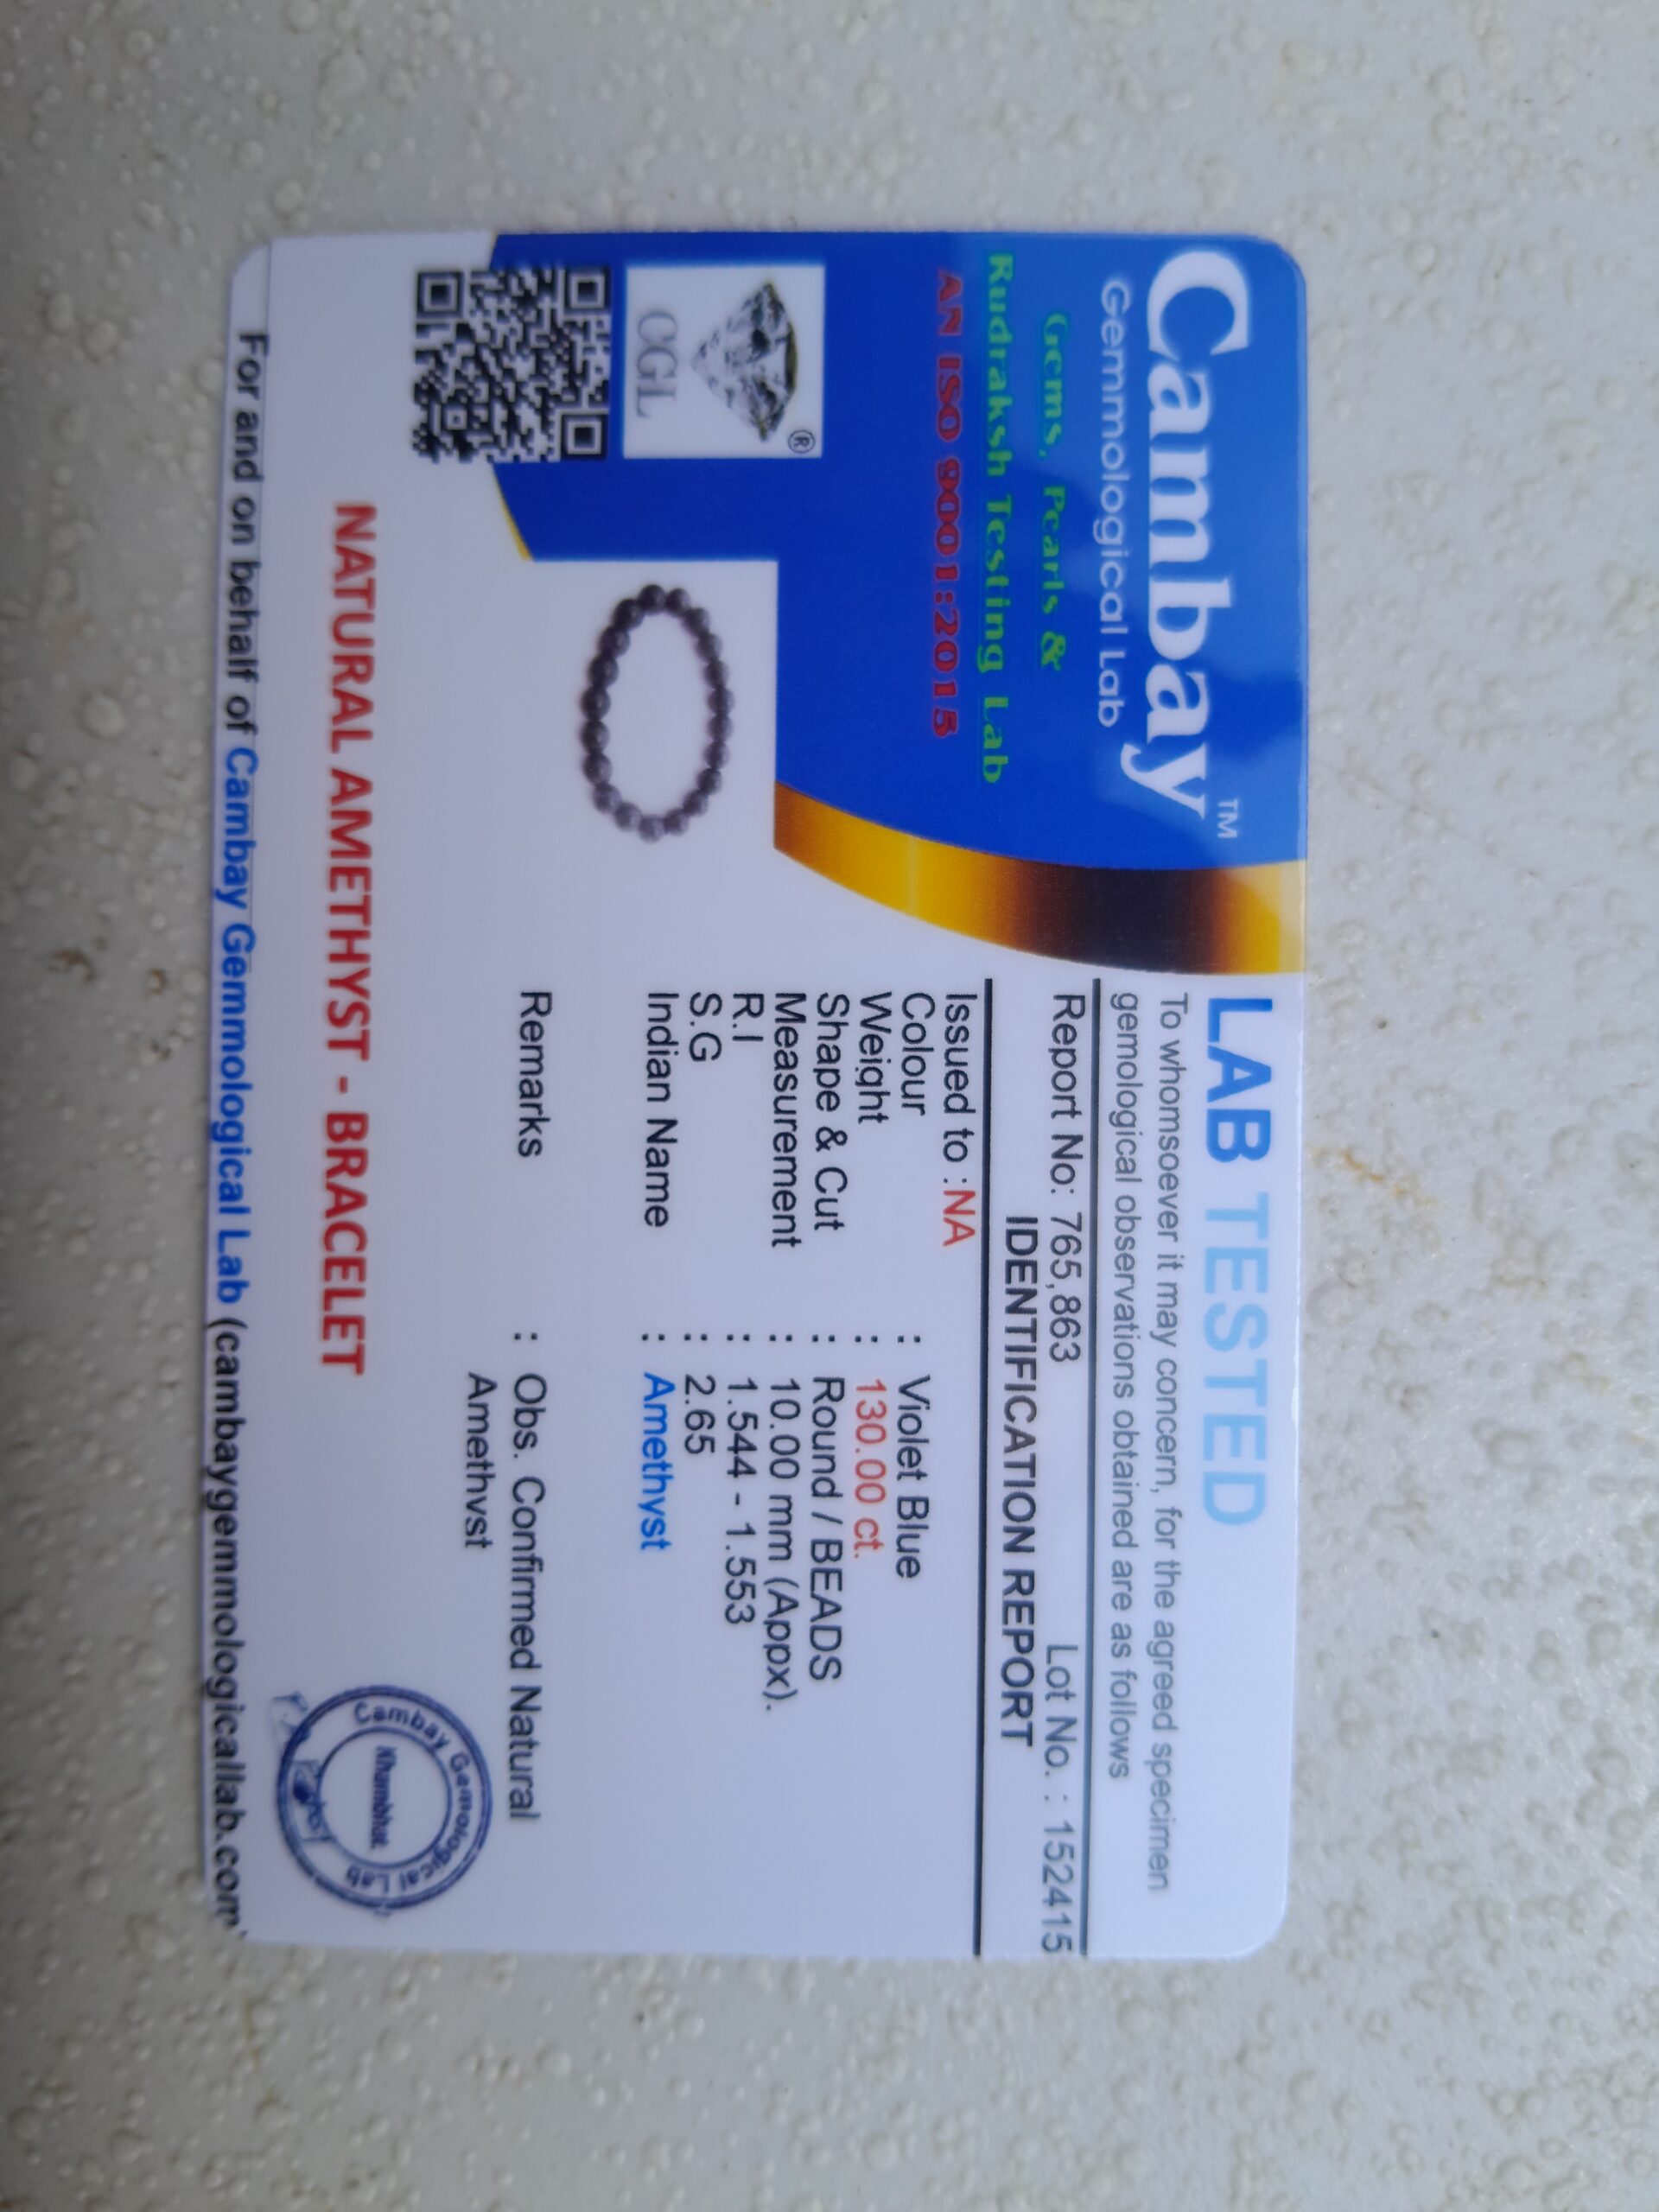 Cambay™
Gemmological Lab
Gems, Pearls &
Rudraksh Testing Lab
AN ISO 9001:2015
®
CGL
LAB TESTED
To whomsoever it may concern, for the agreed specimen
gemological observations obtained are as follows
Report No: 765,863 Lot No. : 152415
IDENTIFICATION REPORT
Issued to :NA
Colour : Violet Blue
Weight : 130.00 ct.
Shape & Cut : Round / BEADS
Measurement : 10.00 mm (Appx).
R.I : 1.544 - 1.553
S.G : 2.65
Indian Name : Amethyst
Remarks : Obs. Confirmed Natural
Amethyst
NATURAL AMETHYST - BRACELET
Cambay Gemological Lab
Khambhat.
For and on behalf of Cambay Gemmological Lab (cambaygemmologicallab.com)